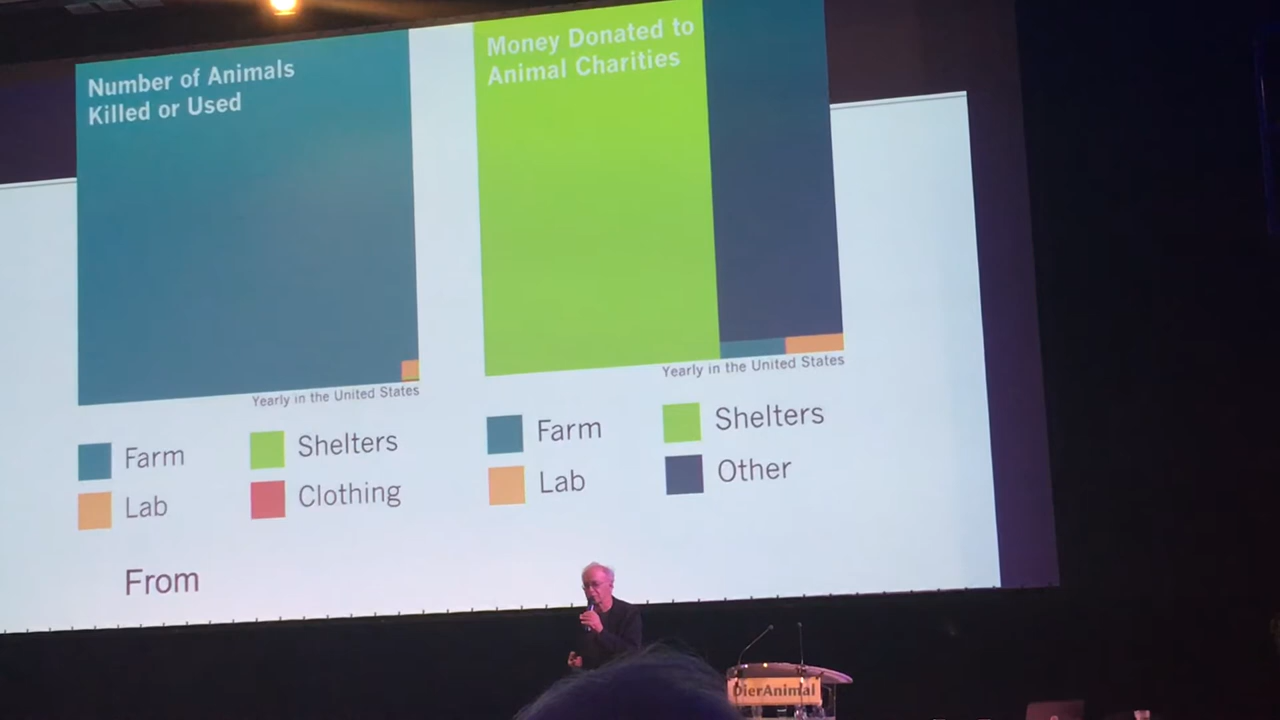 Number of Animals
Killed or Used
Yearly in the United States
Farm
Shelters
Lab
Clothing
Money Donated to
Animal Charities
Yearly in the United States
Farm
Shelters
Lab
Other
From
DierAnimal